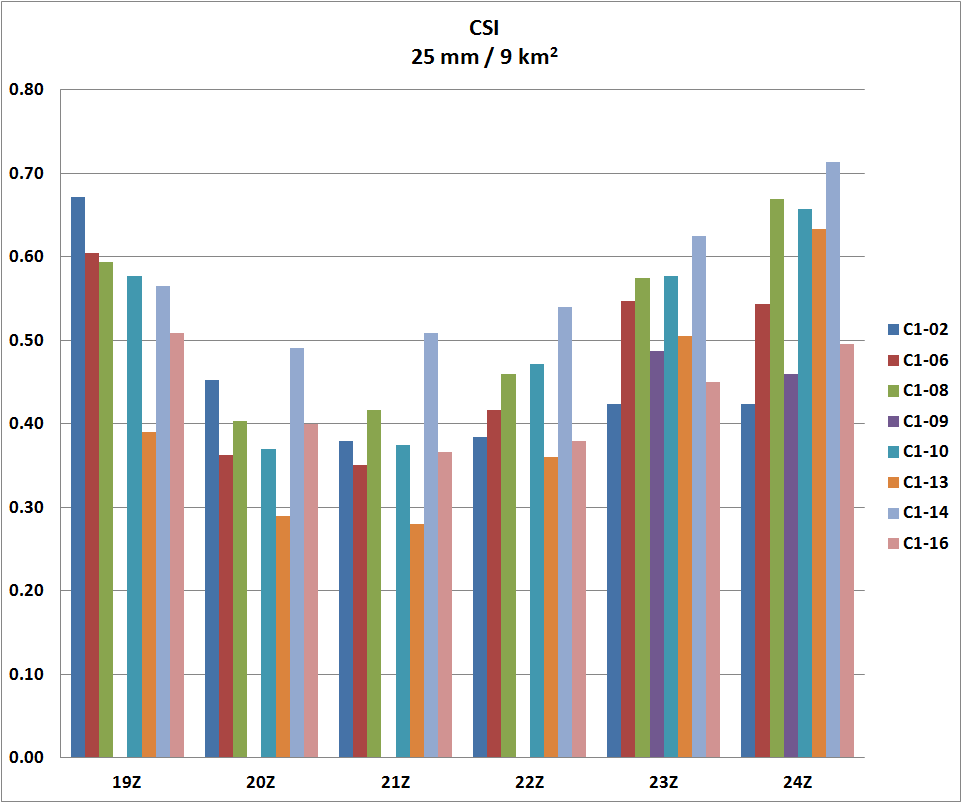 CSI
25 mm / 9 km²
0.80
0.70
0.60
0.50
0.40
0.30
0.20
0.10
0.00
19Z 20Z 21Z 22Z 23Z 24Z
C1-02
C1-06
C1-08
C1-09
C1-10
C1-13
C1-14
C1-16